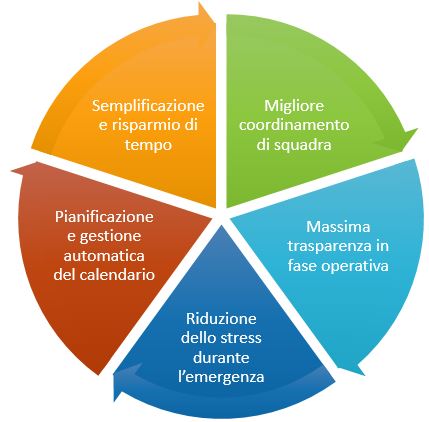 Semplificazione
e risparmio di
tempo
Migliore
coordinamento
di squadra
Massima
trasparenza in
fase operativa
Riduzione
dello stress
durante
l'emergenza
Pianificazione
e gestione
automatica
del calendario